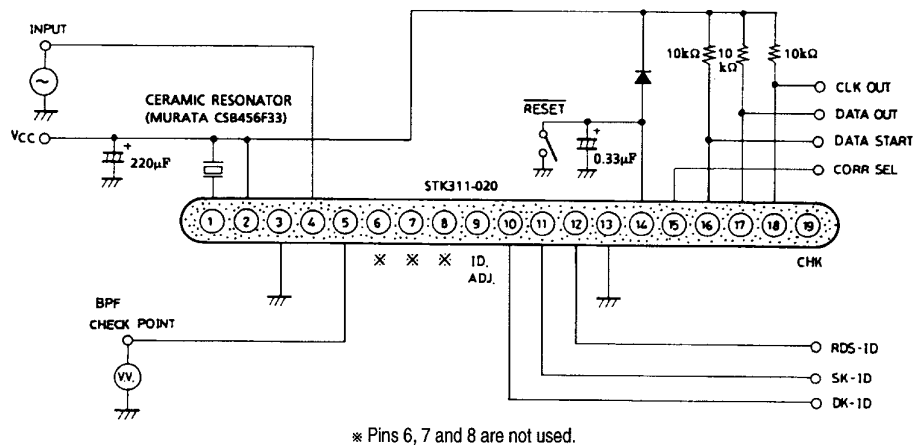 INPUT
CERAMIC RESONATOR
(MURATA CSB456F33)
VCC
+
220μF
RESET
+
0.33μF
10kΩ
10
kΩ
10kΩ
CLK OUT
DATA OUT
DATA START
CORR SEL
STK311-020
1 2 3 4 5 6 7 8 9 10 11 12 13 14 15 16 17 18 19
※ ※ ※ ID.
ADJ.
CHK
BPF
CHECK POINT
V.V.
RDS-ID
SK-ID
DK-ID
※ Pins 6, 7 and 8 are not used.